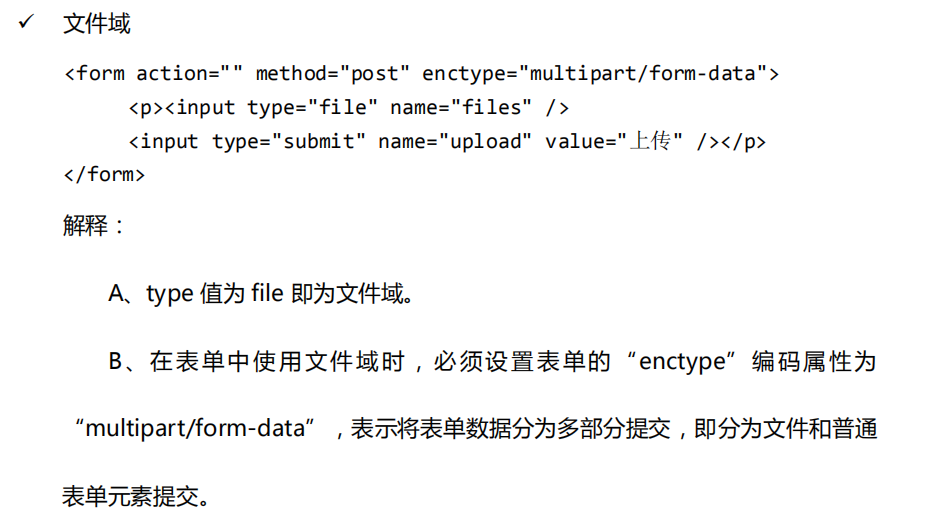 ✓ 文件域
<form action="" method="post" enctype="multipart/form-data">
<p><input type="file" name="files" />
<input type="submit" name="upload" value="上传" /></p>
</form>
解释：
A、type 值为 file 即为文件域。
B、在表单中使用文件域时，必须设置表单的“enctype”编码属性为
“multipart/form-data”，表示将表单数据分为多部分提交，即分为文件和普通
表单元素提交。